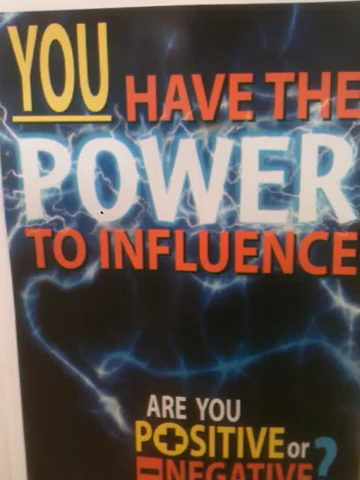 YOU
HAVE THE
POWER
TO INFLUENCE
ARE YOU
POSITIVE or
NEGATIVE?